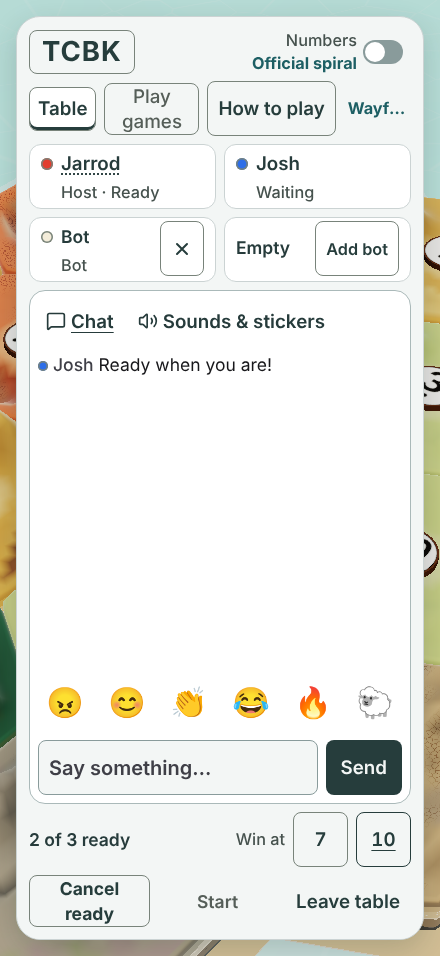 TCBK
Numbers
Official spiral
Table
Play
games
How to play
Wayf...
Jarrod
Host · Ready
Josh
Waiting
Bot
Bot
Empty
Add bot
Chat
Sounds & stickers
Josh Ready when you are!
Say something...
Send
2 of 3 ready
Win at
7
10
Cancel
ready
Start
Leave table